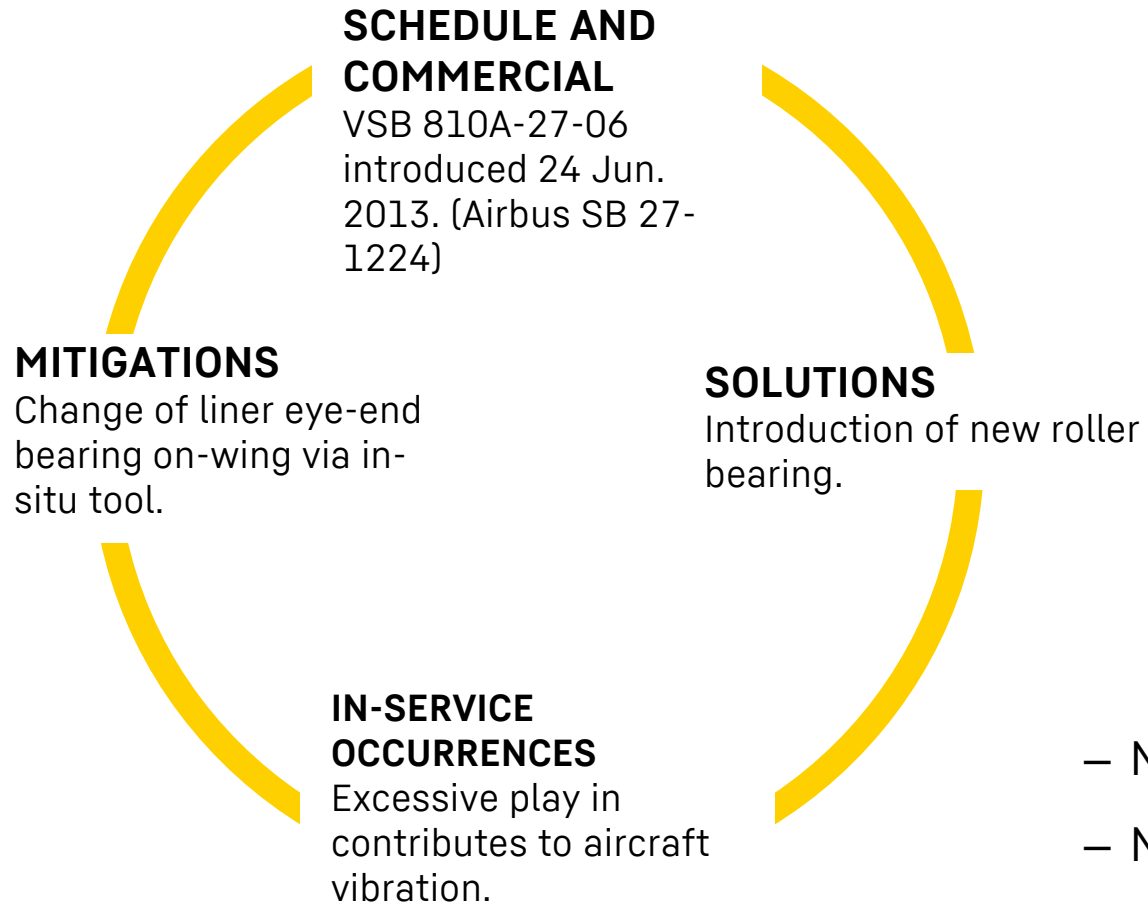 SCHEDULE AND
COMMERCIAL
VSB 810A-27-06
introduced 24 Jun.
2013. (Airbus SB 27-
1224)
MITIGATIONS
Change of liner eye-end
bearing on-wing via in-
situ tool.
SOLUTIONS
Introduction of new roller
bearing.
IN-SERVICE
OCCURRENCES
Excessive play in
contributes to aircraft
vibration.